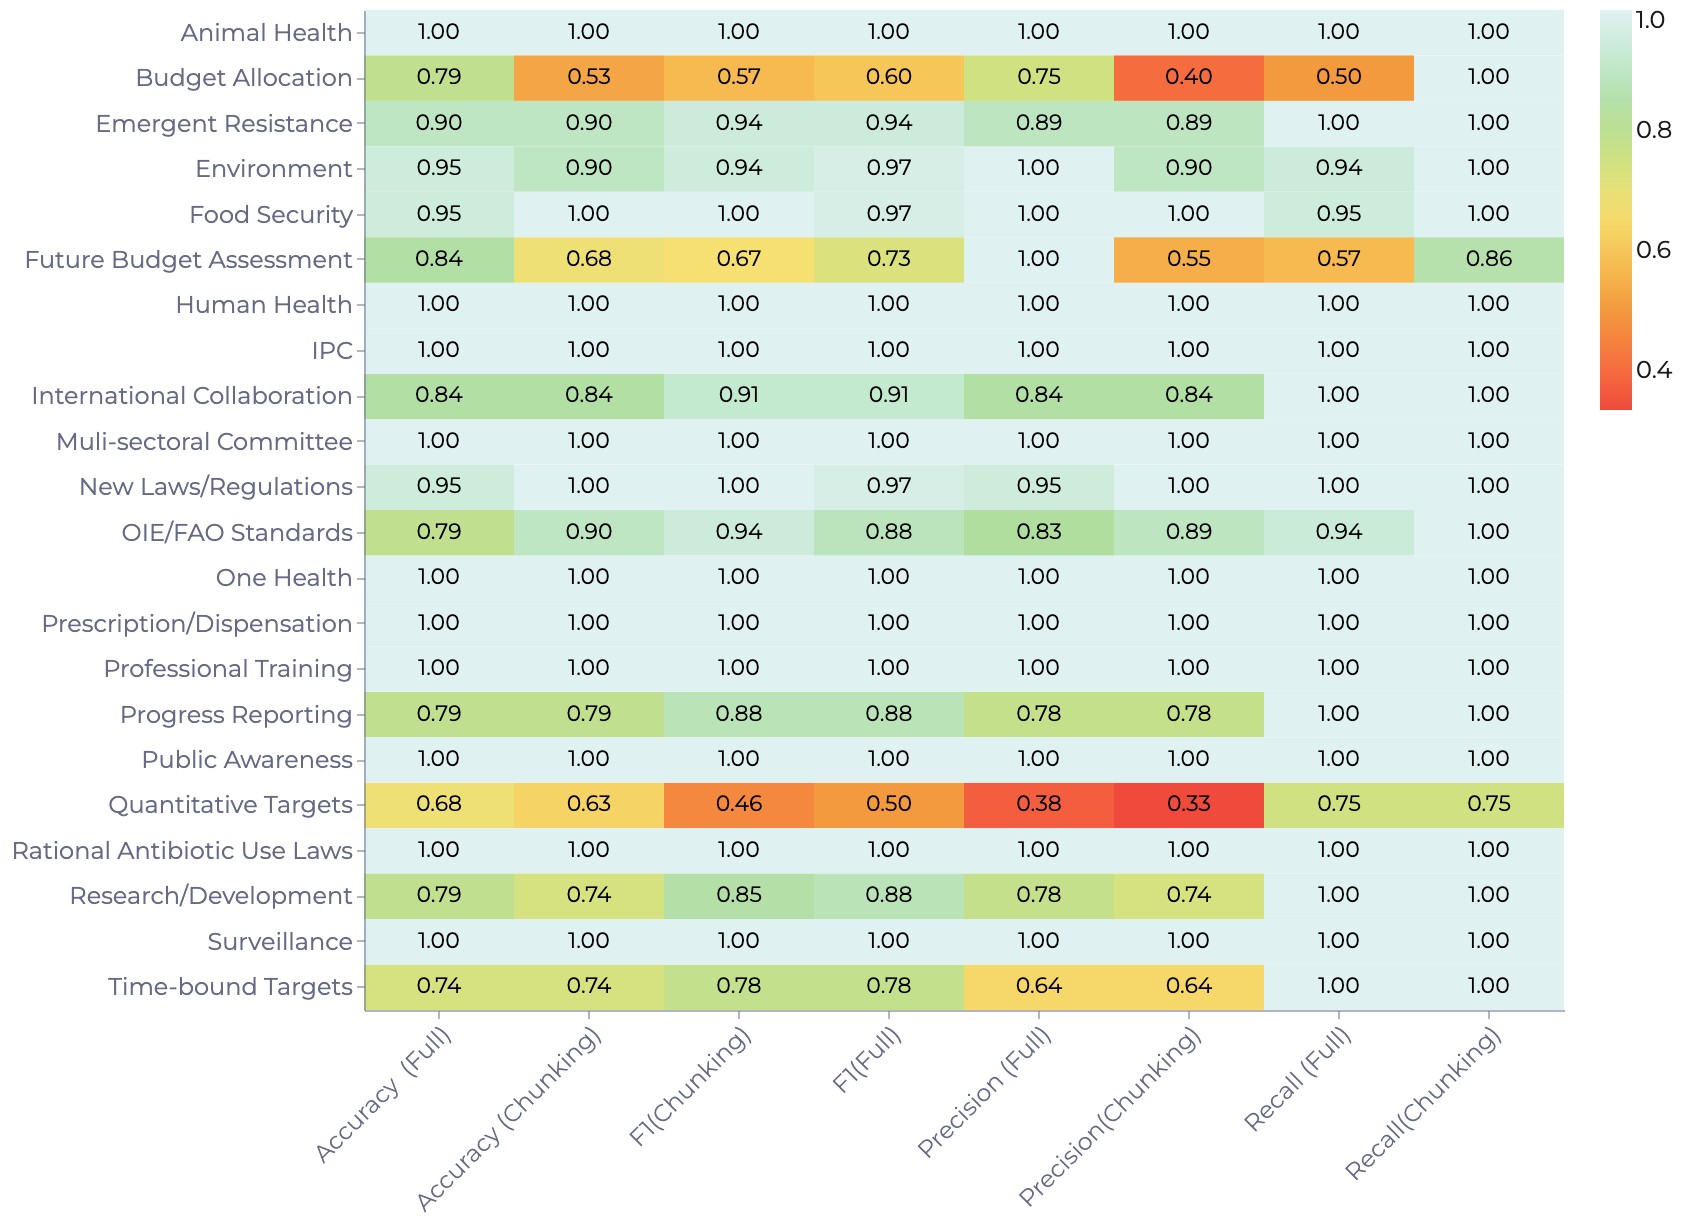 Animal Health 1.00 1.00 1.00 1.00 1.00 1.00 1.00 1.00
Budget Allocation 0.79 0.53 0.57 0.60 0.75 0.40 0.50 1.00
Emergent Resistance 0.90 0.90 0.94 0.94 0.89 0.89 1.00 1.00
Environment 0.95 0.90 0.94 0.97 1.00 0.90 0.94 1.00
Food Security 0.95 1.00 1.00 0.97 1.00 1.00 0.95 1.00
Future Budget Assessment 0.84 0.68 0.67 0.73 1.00 0.55 0.57 0.86
Human Health 1.00 1.00 1.00 1.00 1.00 1.00 1.00 1.00
IPC 1.00 1.00 1.00 1.00 1.00 1.00 1.00 1.00
International Collaboration 0.84 0.84 0.91 0.91 0.84 0.84 1.00 1.00
Muli-sectoral Committee 1.00 1.00 1.00 1.00 1.00 1.00 1.00 1.00
New Laws/Regulations 0.95 1.00 1.00 0.97 0.95 1.00 1.00 1.00
OIE/FAO Standards 0.79 0.90 0.94 0.88 0.83 0.89 0.94 1.00
One Health 1.00 1.00 1.00 1.00 1.00 1.00 1.00 1.00
Prescription/Dispensation 1.00 1.00 1.00 1.00 1.00 1.00 1.00 1.00
Professional Training 1.00 1.00 1.00 1.00 1.00 1.00 1.00 1.00
Progress Reporting 0.79 0.79 0.88 0.88 0.78 0.78 1.00 1.00
Public Awareness 1.00 1.00 1.00 1.00 1.00 1.00 1.00 1.00
Quantitative Targets 0.68 0.63 0.46 0.50 0.38 0.33 0.75 0.75
Rational Antibiotic Use Laws 1.00 1.00 1.00 1.00 1.00 1.00 1.00 1.00
Research/Development 0.79 0.74 0.85 0.88 0.78 0.74 1.00 1.00
Surveillance 1.00 1.00 1.00 1.00 1.00 1.00 1.00 1.00
Time-bound Targets 0.74 0.74 0.78 0.78 0.64 0.64 1.00 1.00
Accuracy (Full)
Accuracy (Chunking)
F1(Chunking)
F1(Full)
Precision (Full)
Precision(Chunking)
Recall (Full)
Recall(Chunking)
1.0
0.8
0.6
0.4